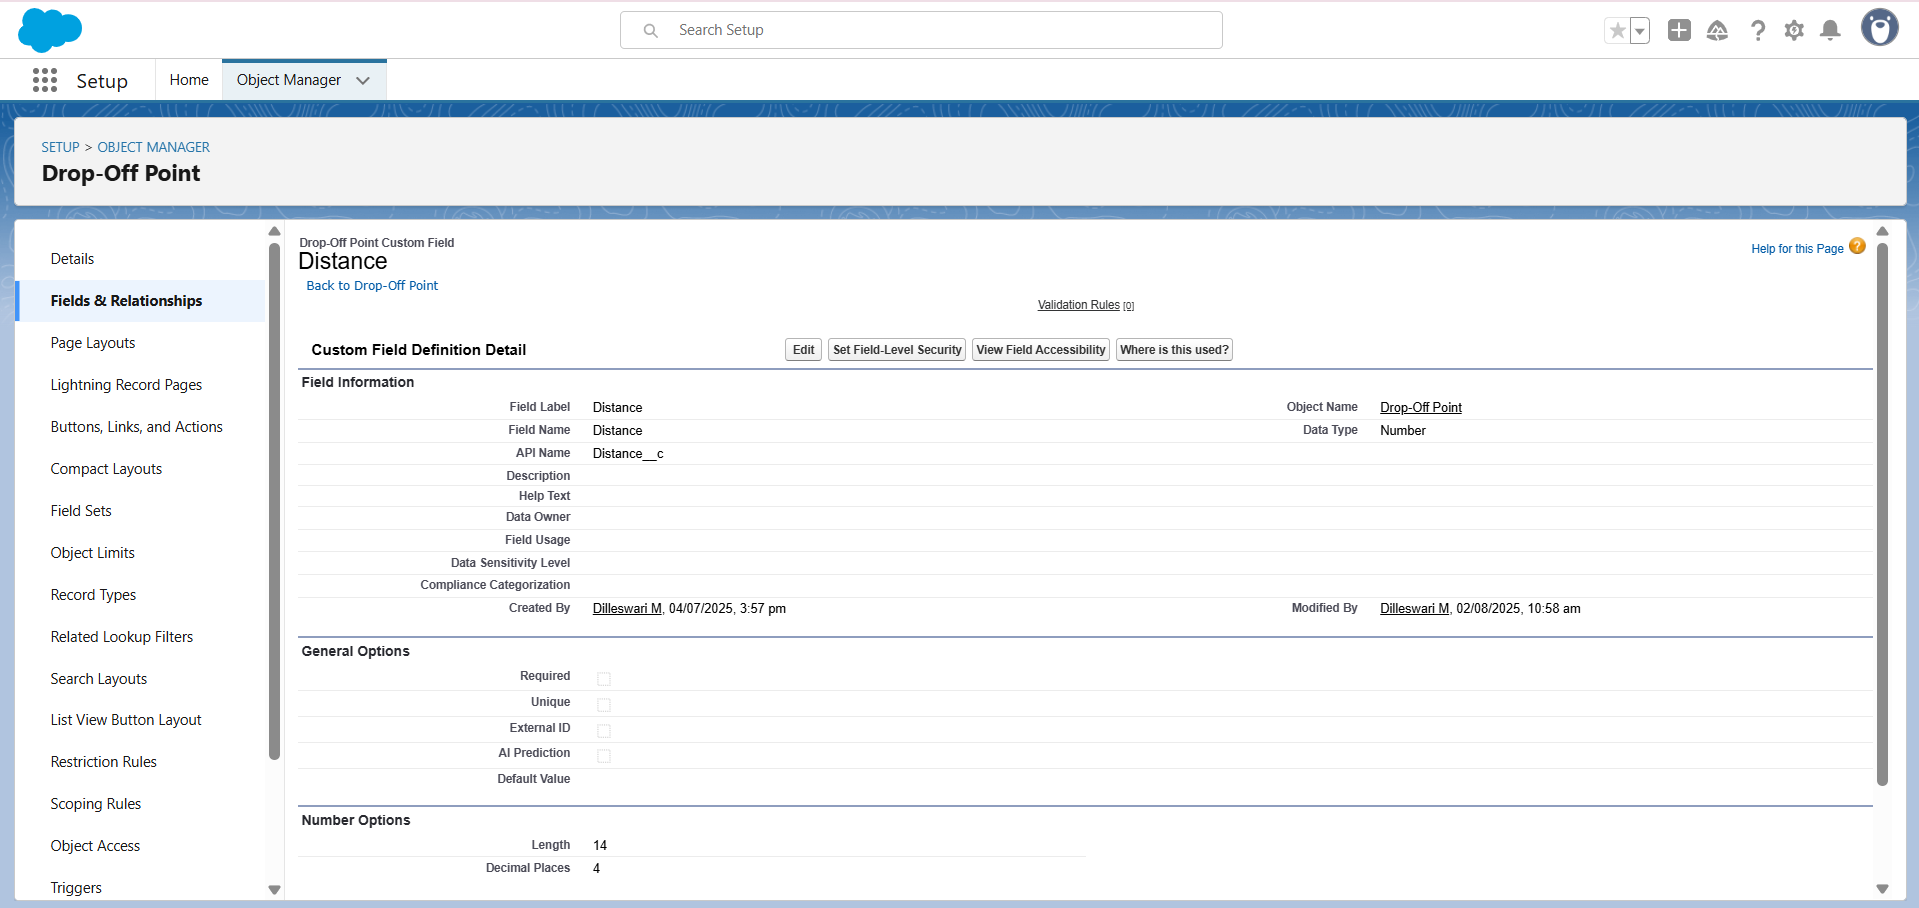 Search Setup
Setup
Home
Object Manager
SETUP > OBJECT MANAGER
Drop-Off Point
Details
Fields & Relationships
Page Layouts
Lightning Record Pages
Buttons, Links, and Actions
Compact Layouts
Field Sets
Object Limits
Record Types
Related Lookup Filters
Search Layouts
List View Button Layout
Restriction Rules
Scoping Rules
Object Access
Triggers
Drop-Off Point Custom Field
Distance
Back to Drop-Off Point
Help for this Page ?
Validation Rules [0]
Custom Field Definition Detail
Edit
Set Field-Level Security
View Field Accessibility
Where is this used?
Field Information
Field Label Distance Object Name Drop-Off Point
Field Name Distance Data Type Number
API Name Distance__c
Description
Help Text
Data Owner
Field Usage
Data Sensitivity Level
Compliance Categorization
Created By Dilleswari M, 04/07/2025, 3:57 pm Modified By Dilleswari M, 02/08/2025, 10:58 am
General Options
Required
Unique
External ID
AI Prediction
Default Value
Number Options
Length 14
Decimal Places 4